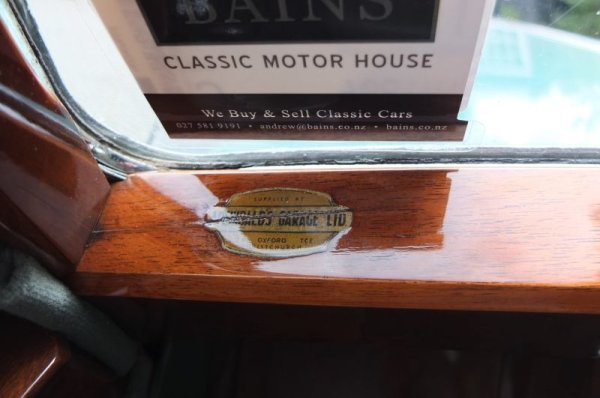 BAINS
CLASSIC MOTOR HOUSE
We Buy & Sell Classic Cars
027 581 9191 • andrew@bains.co.nz • bains.co.nz
SUPPLIED BY
GARAGE LTD
OXFORD TCE